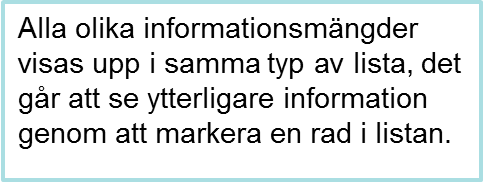 Alla olika informationsmängder
visas upp i samma typ av lista, det
går att se ytterligare information
genom att markera en rad i listan.